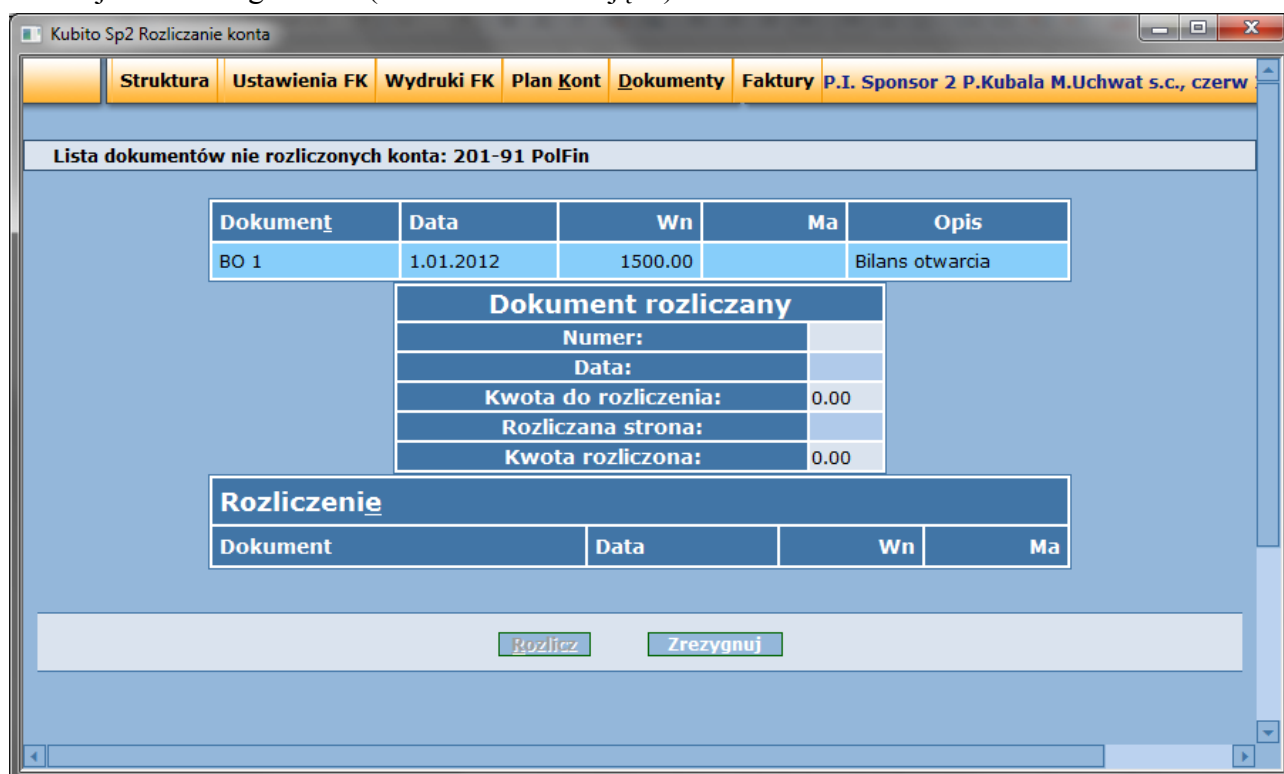 Kubito Sp2 Rozliczanie konta
Struktura Ustawienia FK Wydruki FK Plan Kont Dokumenty Faktury P.I. Sponsor 2 P.Kubala M.Uchwat s.c., czerw
Lista dokumentów nie rozliczonych konta: 201-91 PolFin
Dokument Data Wn Ma Opis
BO 1 1.01.2012 1500.00 Bilans otwarcia
Dokument rozliczany
Numer:
Data:
Kwota do rozliczenia: 0.00
Rozliczana strona:
Kwota rozliczona: 0.00
Rozliczenie
Dokument Data Wn Ma
Rozlicz Zrezygnuj